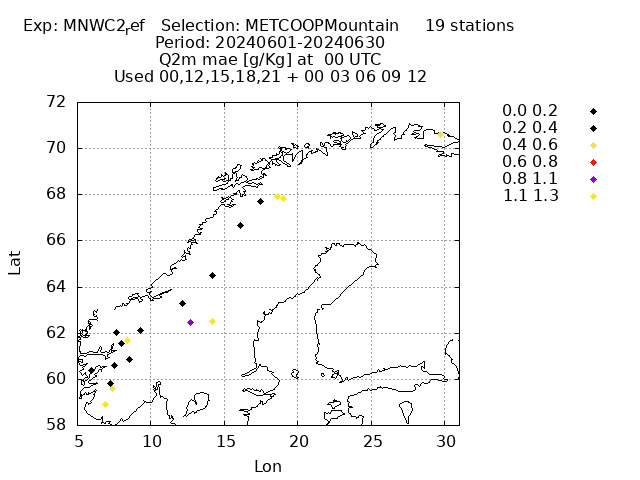 Exp: MNWC2ref   Selection: METCOOPMountain     19 stations
Period: 20240601-20240630
Q2m mae [g/Kg] at  00 UTC
Used 00,12,15,18,21 + 00 03 06 09 12
0.0 0.2
0.2 0.4
0.4 0.6
0.6 0.8
0.8 1.1
1.1 1.3
72
70
68
66
64
62
60
58
Lat
5 10 15 20 25 30
Lon